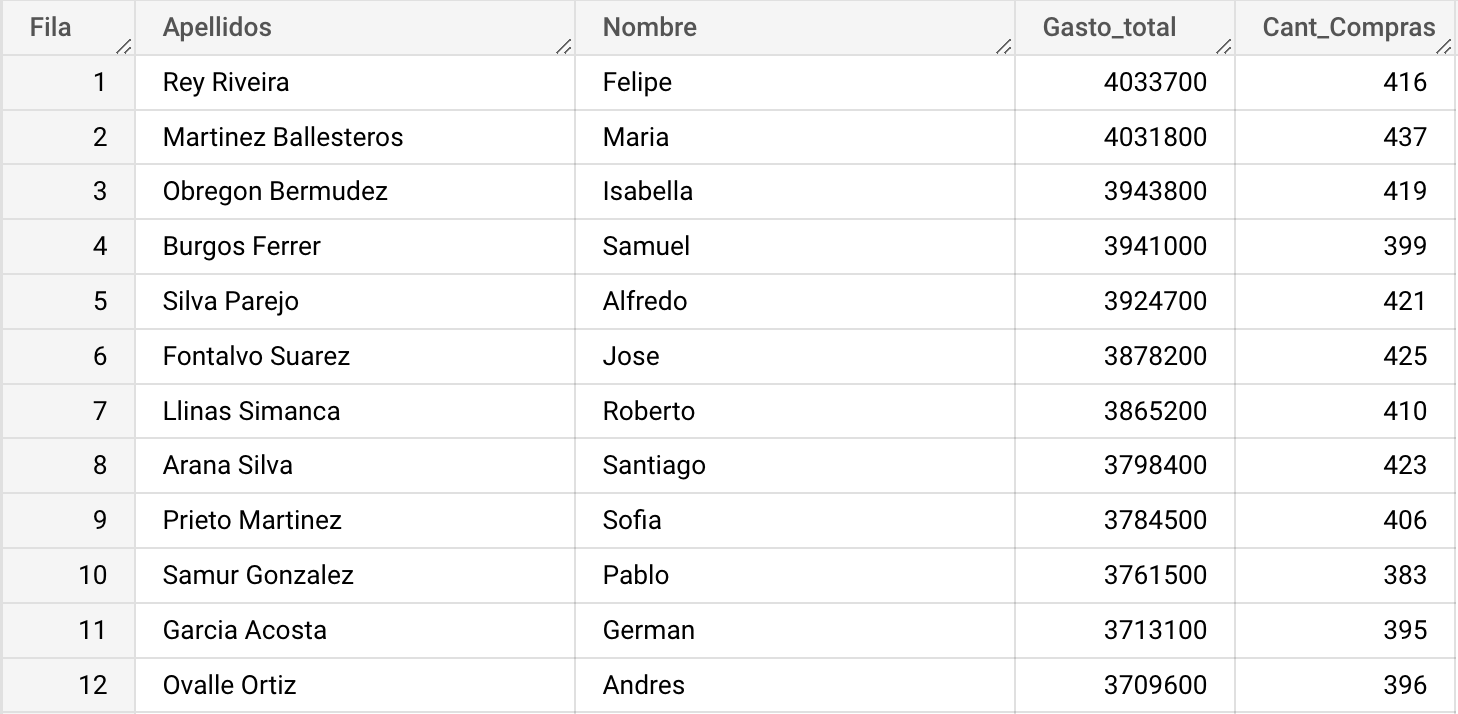 Fila Apellidos Nombre Gasto_total Cant_Compras
1 Rey Riveira Felipe 4033700 416
2 Martinez Ballesteros Maria 4031800 437
3 Obregon Bermudez Isabella 3943800 419
4 Burgos Ferrer Samuel 3941000 399
5 Silva Parejo Alfredo 3924700 421
6 Fontalvo Suarez Jose 3878200 425
7 Llinas Simanca Roberto 3865200 410
8 Arana Silva Santiago 3798400 423
9 Prieto Martinez Sofia 3784500 406
10 Samur Gonzalez Pablo 3761500 383
11 Garcia Acosta German 3713100 395
12 Ovalle Ortiz Andres 3709600 396